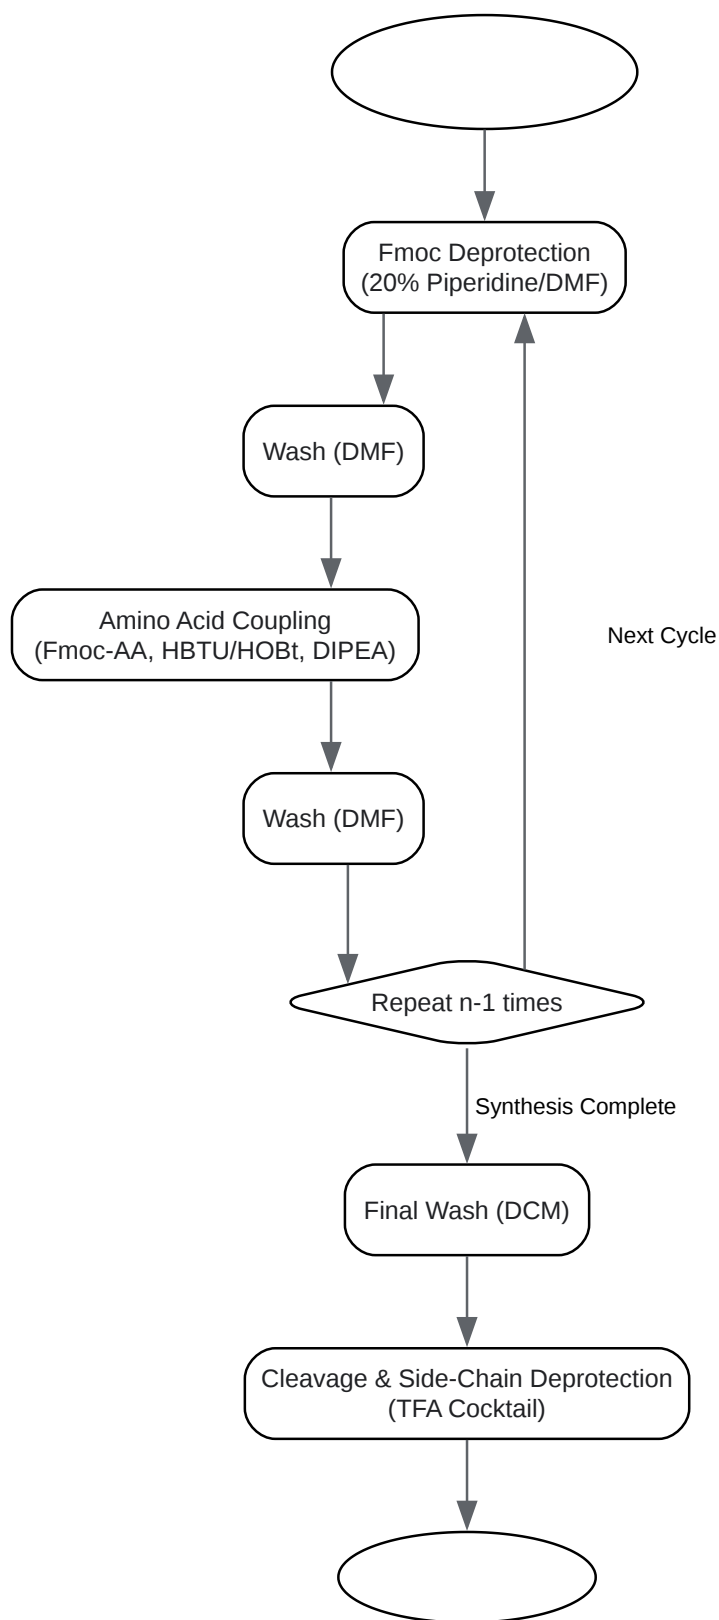 Fmoc Deprotection
(20% Piperidine/DMF)
Wash (DMF)
Amino Acid Coupling
(Fmoc-AA, HBTU/HOBt, DIPEA)
Next Cycle
Wash (DMF)
Repeat n-1 times
Synthesis Complete
Final Wash (DCM)
Cleavage & Side-Chain Deprotection
(TFA Cocktail)